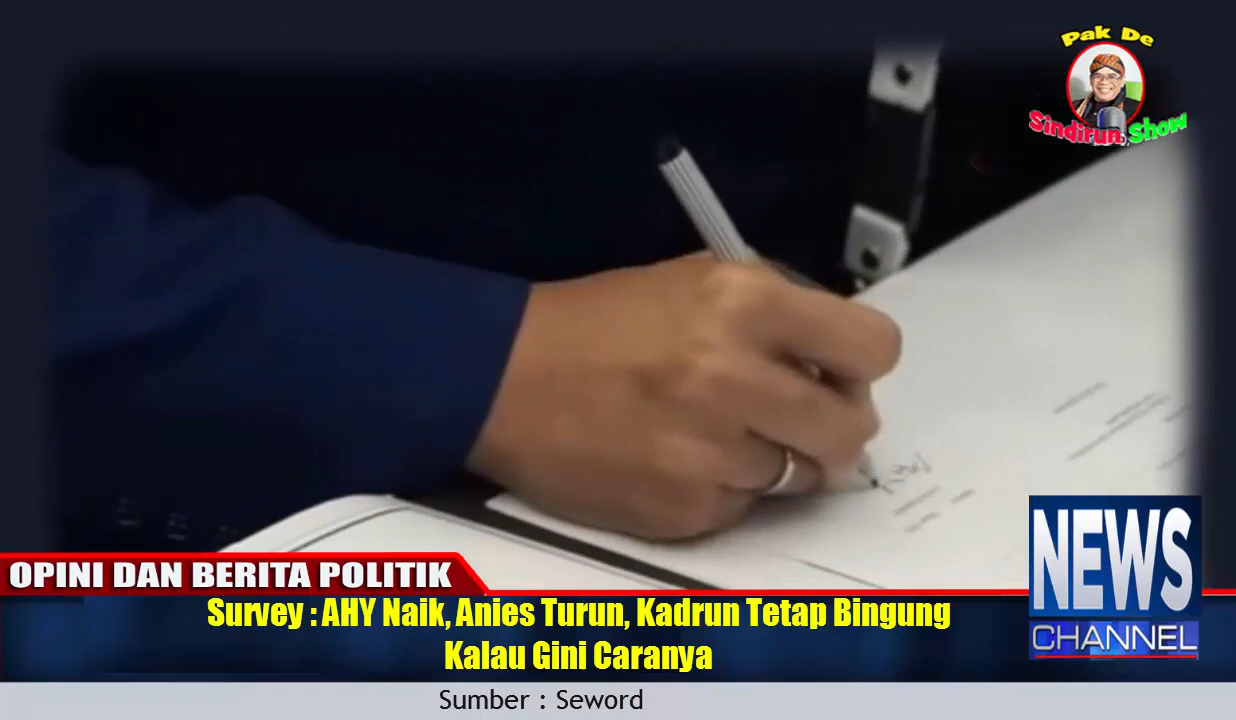 Pak De
Sindirun Show
OPINI DAN BERITA POLITIK
Survey : AHY Naik, Anies Turun, Kadrun Tetap Bingung
Kalau Gini Caranya
NEWS
CHANNEL
Sumber : Seword